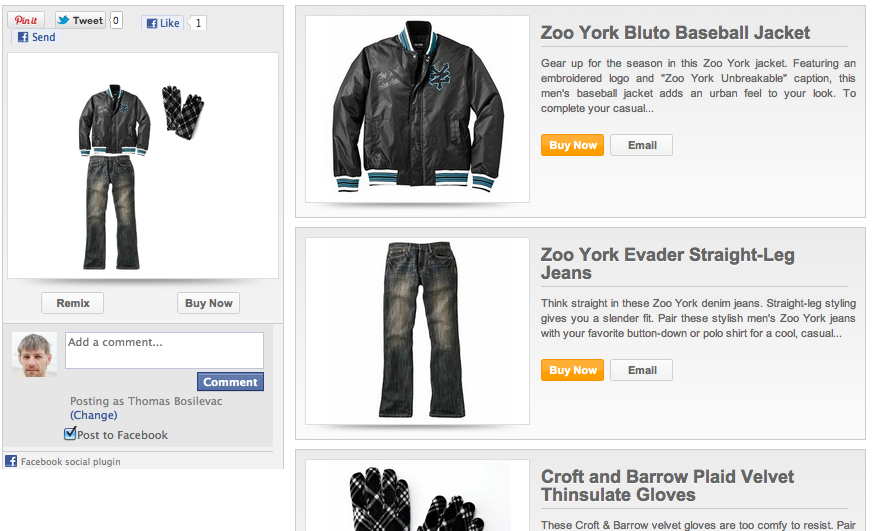 Pin it
Tweet
0
Like
1
Send
Remix
Buy Now
Add a comment...
Comment
Posting as Thomas Bosilevac
(Change)
Post to Facebook
Facebook social plugin
Zoo York Bluto Baseball Jacket
Gear up for the season in this Zoo York jacket. Featuring an
embroidered logo and "Zoo York Unbreakable" caption, this
men's baseball jacket adds an urban feel to your look. To
complete your casual...
Buy Now
Email
Zoo York Evader Straight-Leg
Jeans
Think straight in these Zoo York denim jeans. Straight-leg styling
gives you a slender fit. Pair these stylish men's Zoo York jeans
with your favorite button-down or polo shirt for a cool, casual...
Buy Now
Email
Croft and Barrow Plaid Velvet
Thinsulate Gloves
These Croft & Barrow velvet gloves are too comfy to resist. Pair